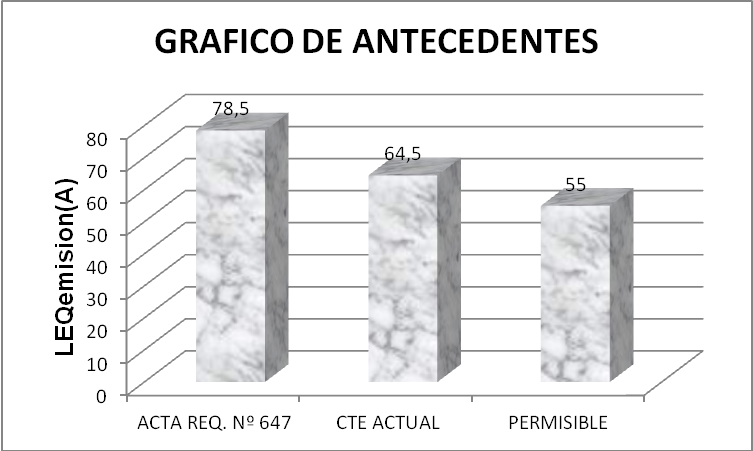 GRAFICO DE ANTECEDENTES
LEQemision(A)
80
70
60
50
40
30
20
10
0
78,5
64,5
55
ACTA REQ. Nº 647
CTE ACTUAL
PERMISIBLE